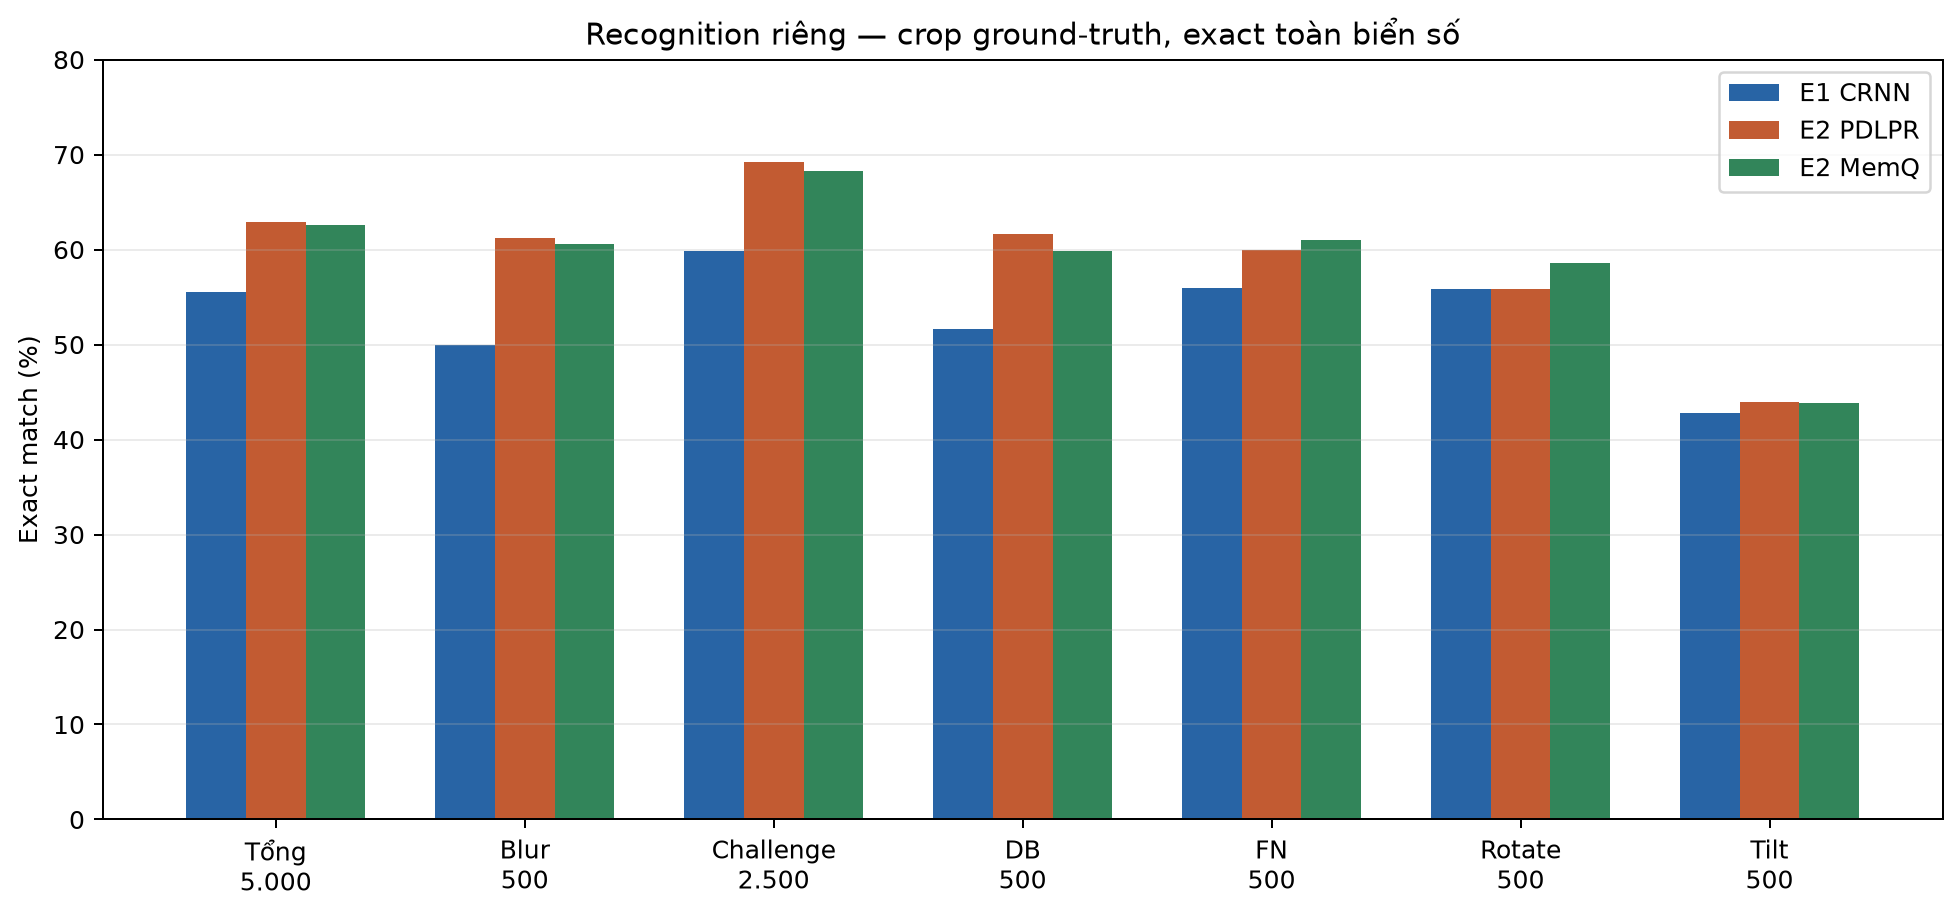 Recognition riêng — crop ground-truth, exact toàn biển số
E1 CRNN
E2 PDLPR
E2 MemQ
Exact match (%)
80
70
60
50
40
30
20
10
0
Tổng
5.000
Blur
500
Challenge
2.500
DB
500
FN
500
Rotate
500
Tilt
500